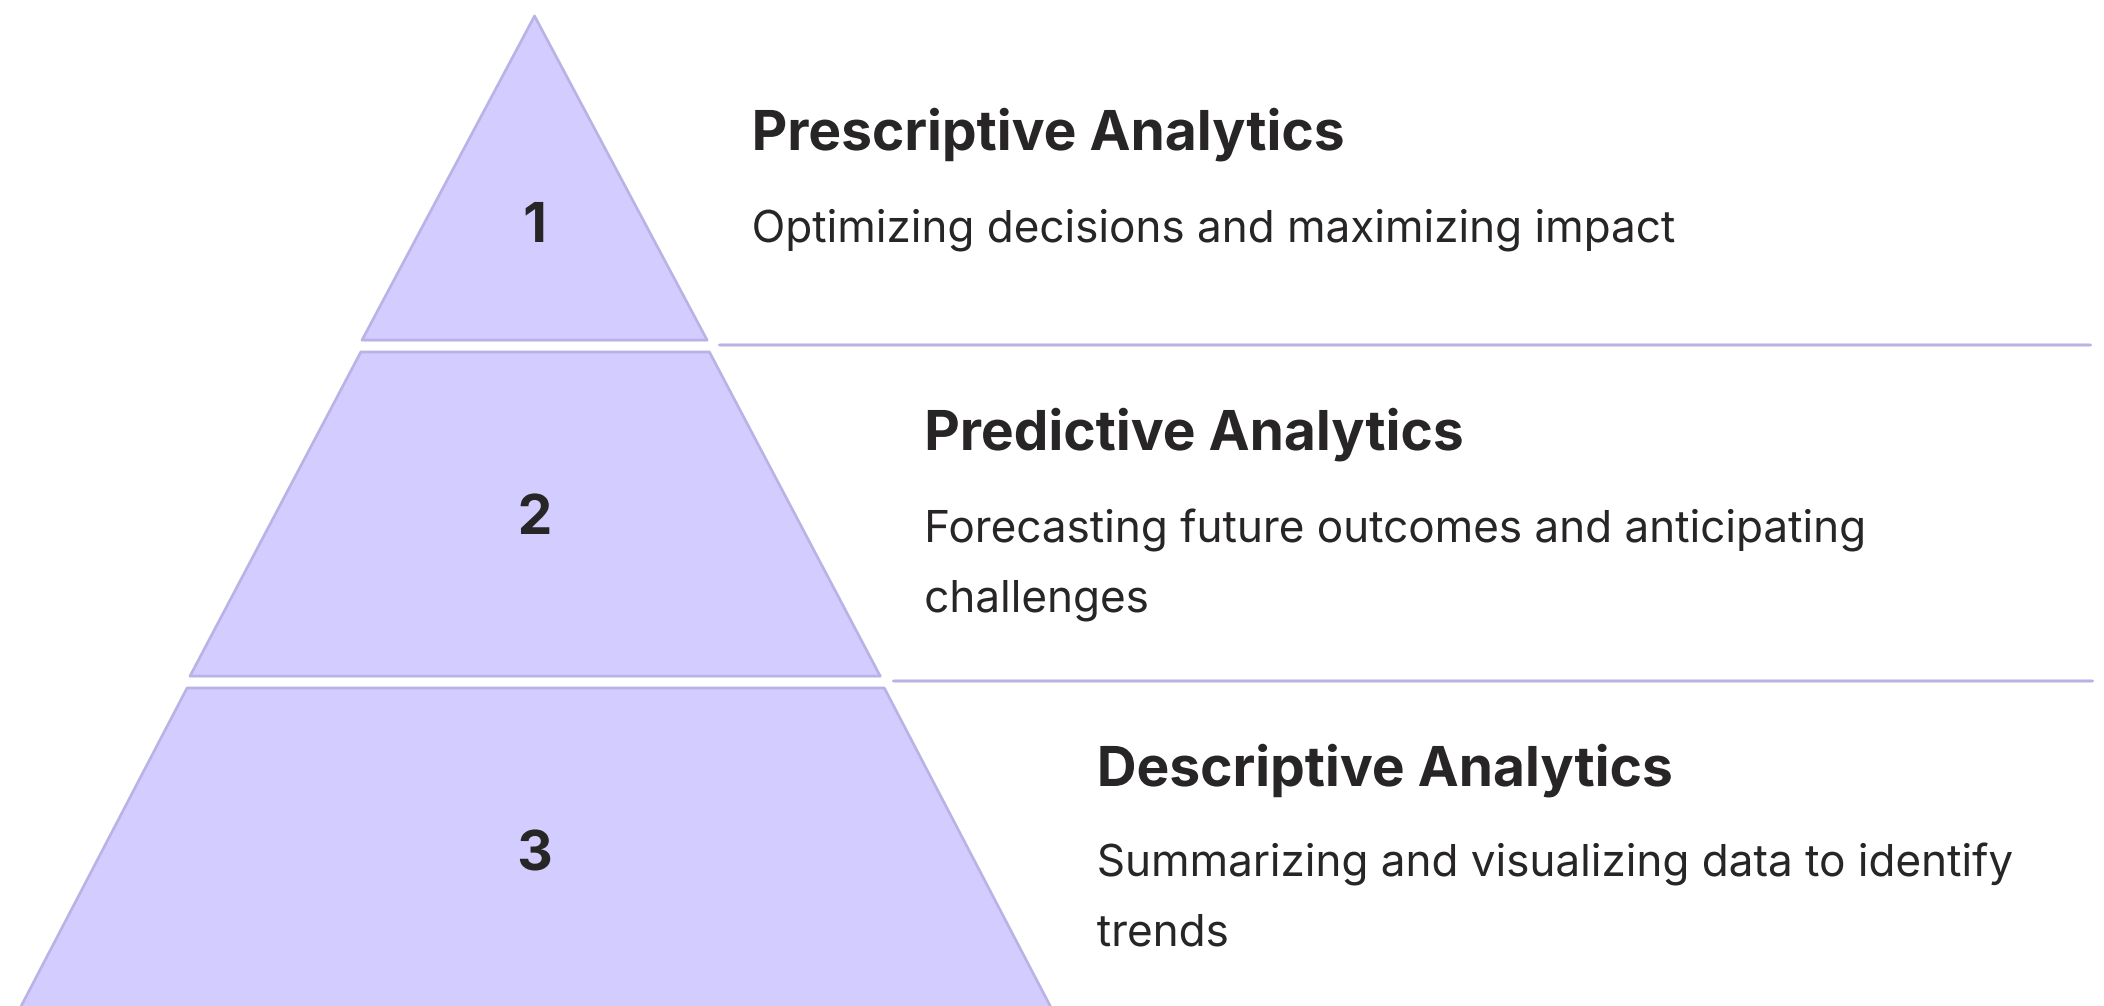 1
Prescriptive Analytics
Optimizing decisions and maximizing impact
2
Predictive Analytics
Forecasting future outcomes and anticipating
challenges
3
Descriptive Analytics
Summarizing and visualizing data to identify
trends